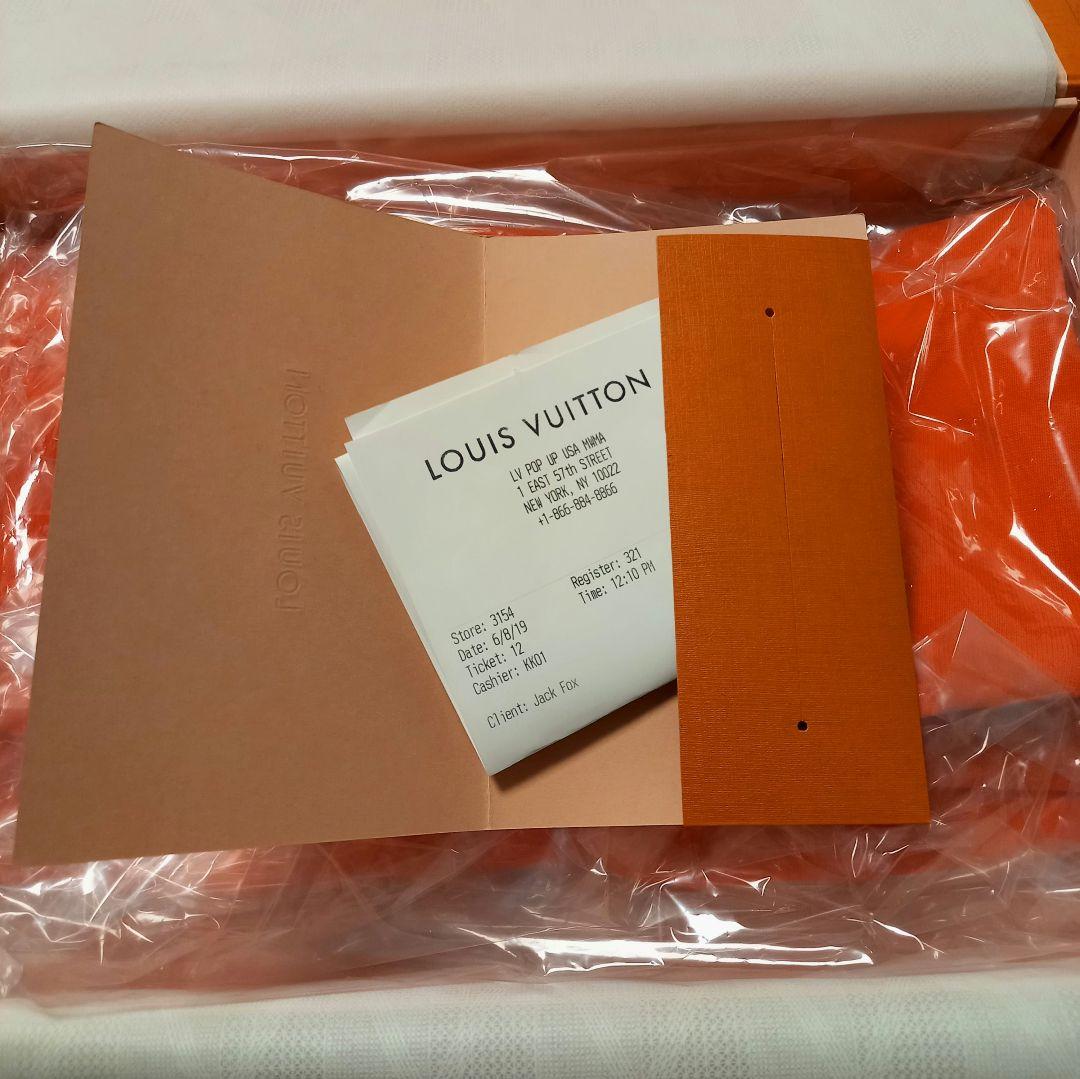 LOUIS VUITTON
LOUIS VUITTON
LV POP UP USA MWMA
1 EAST 57th STREET
NEW YORK, NY 10022
+1-866-884-8866
Register: 321
Time: 12:10 PM
Store: 3154
Date: 6/8/19
Ticket: 12
Cashier: KK01
Client: Jack Fox